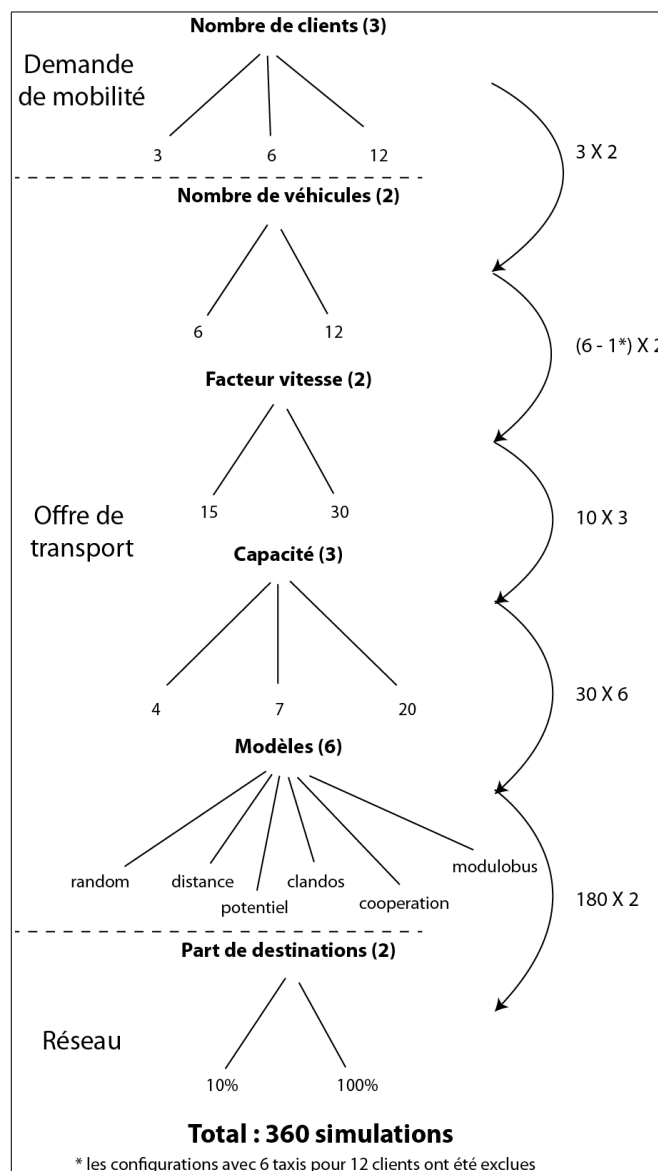 Nombre de clients (3)
Demande
de mobilité
3 6 12
3 X 2
Nombre de véhicules (2)
6 12
(6 - 1*) X 2
Facteur vitesse (2)
15 30
Offre de
transport
10 X 3
Capacité (3)
4 7 20
30 X 6
Modèles (6)
random distance potentiel clandos cooperation modulobus
180 X 2
Part de destinations (2)
Réseau
10% 100%
Total : 360 simulations
* les configurations avec 6 taxis pour 12 clients ont été exclues